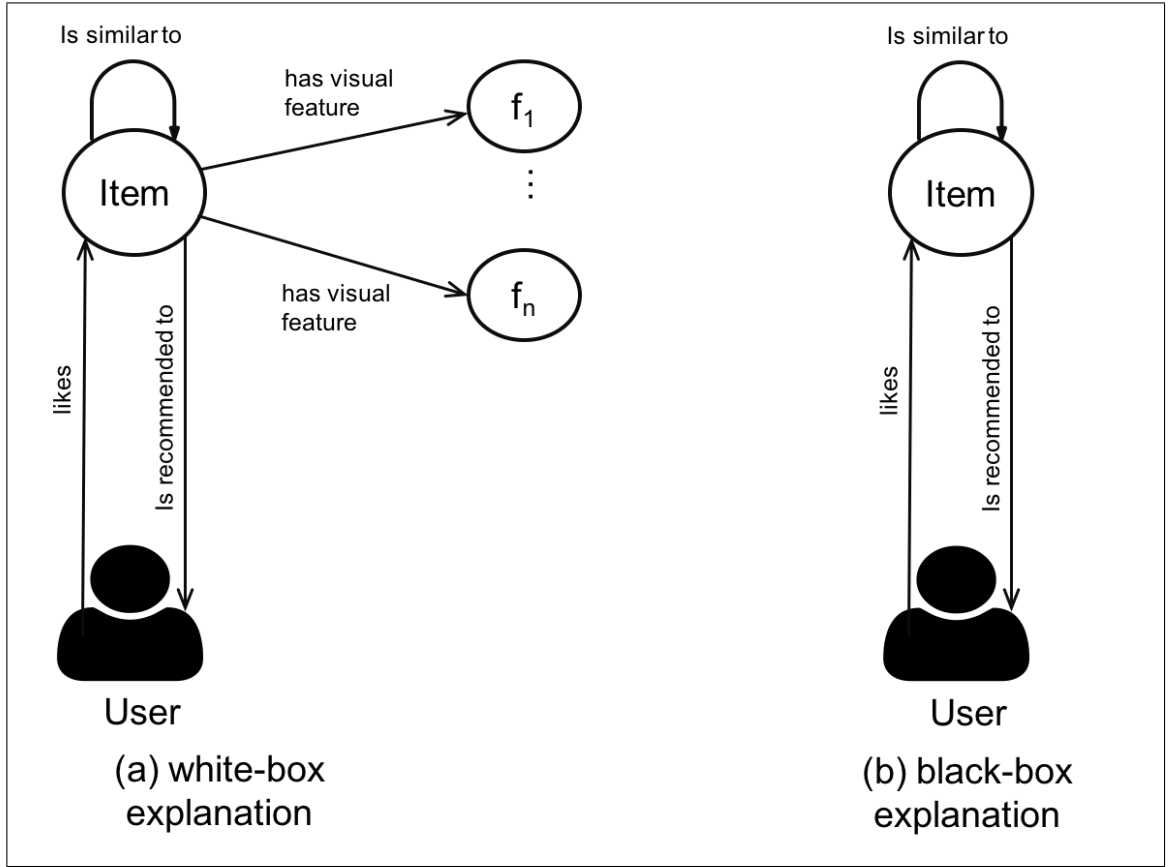 Is similar to
has visual
feature
f1
Item
⋮
has visual
feature
fn
likes
Is recommended to
User
(a) white-box
explanation
Is similar to
Item
likes
Is recommended to
User
(b) black-box
explanation